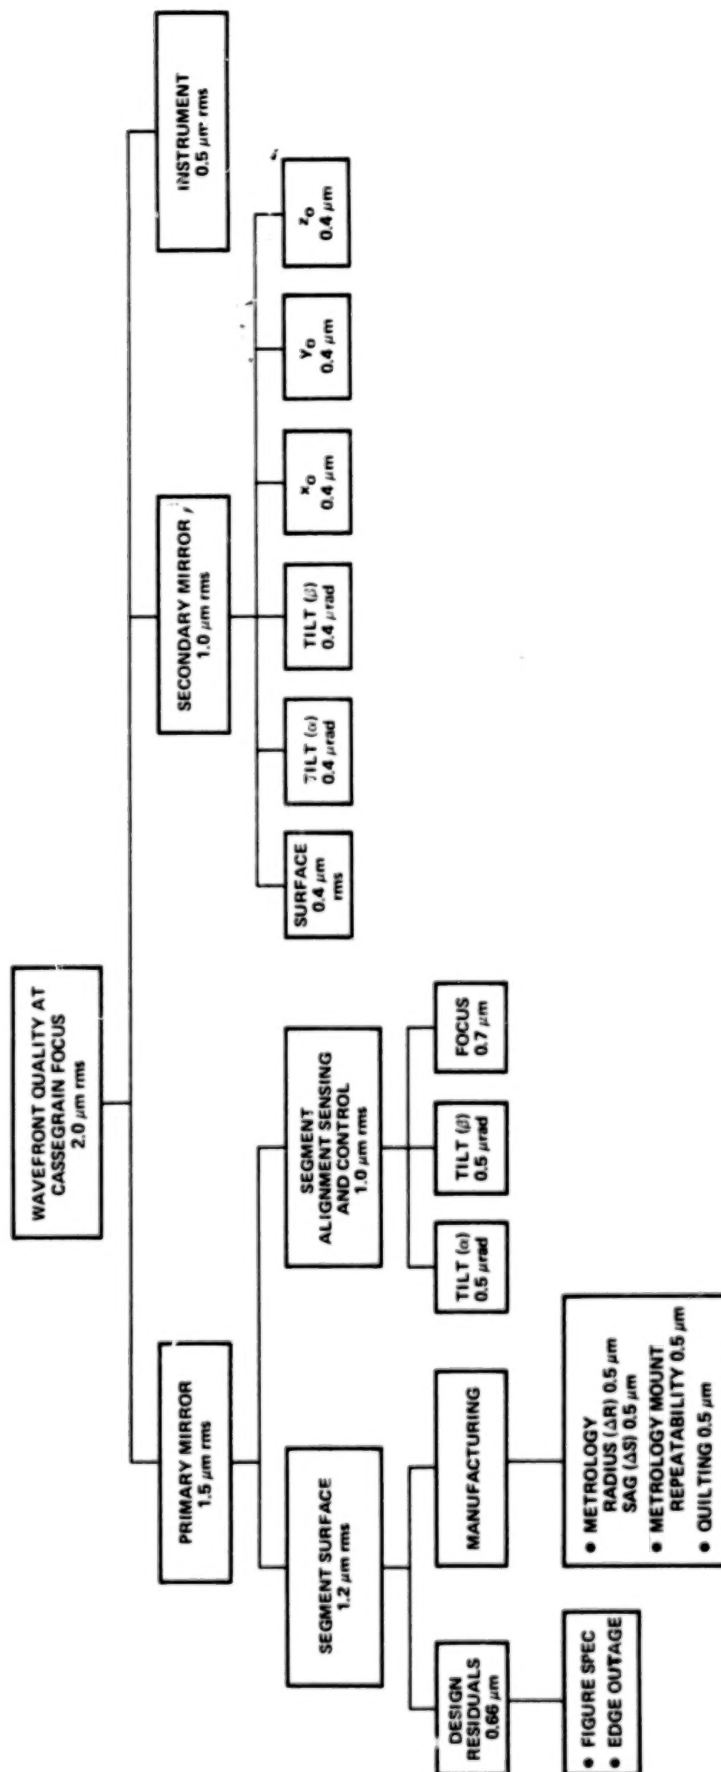 WAVEFRONT QUALITY AT
CASSEGRAIN FOCUS
2.0 μm rms
PRIMARY MIRROR
1.5 μm rms
SECONDARY MIRROR
1.0 μm rms
INSTRUMENT
0.5 μm rms
SEGMENT SURFACE
1.2 μm rms
SEGMENT
ALIGNMENT SENSING
AND CONTROL
1.0 μm rms
SURFACE
0.4 μm
rms
TILT (α)
0.4 μrad
TILT (β)
0.4 μrad
x₀
0.4 μm
y₀
0.4 μm
z₀
0.4 μm
DESIGN
RESIDUALS
0.66 μm
MANUFACTURING
TILT (α)
0.5 μrad
TILT (β)
0.5 μrad
FOCUS
0.7 μm
• FIGURE SPEC
• EDGE OUTAGE
• METROLOGY
RADIUS (ΔR) 0.5 μm
SAG (ΔS) 0.5 μm
• METROLOGY MOUNT
REPEATABILITY 0.5 μm
• QUILTING 0.5 μm